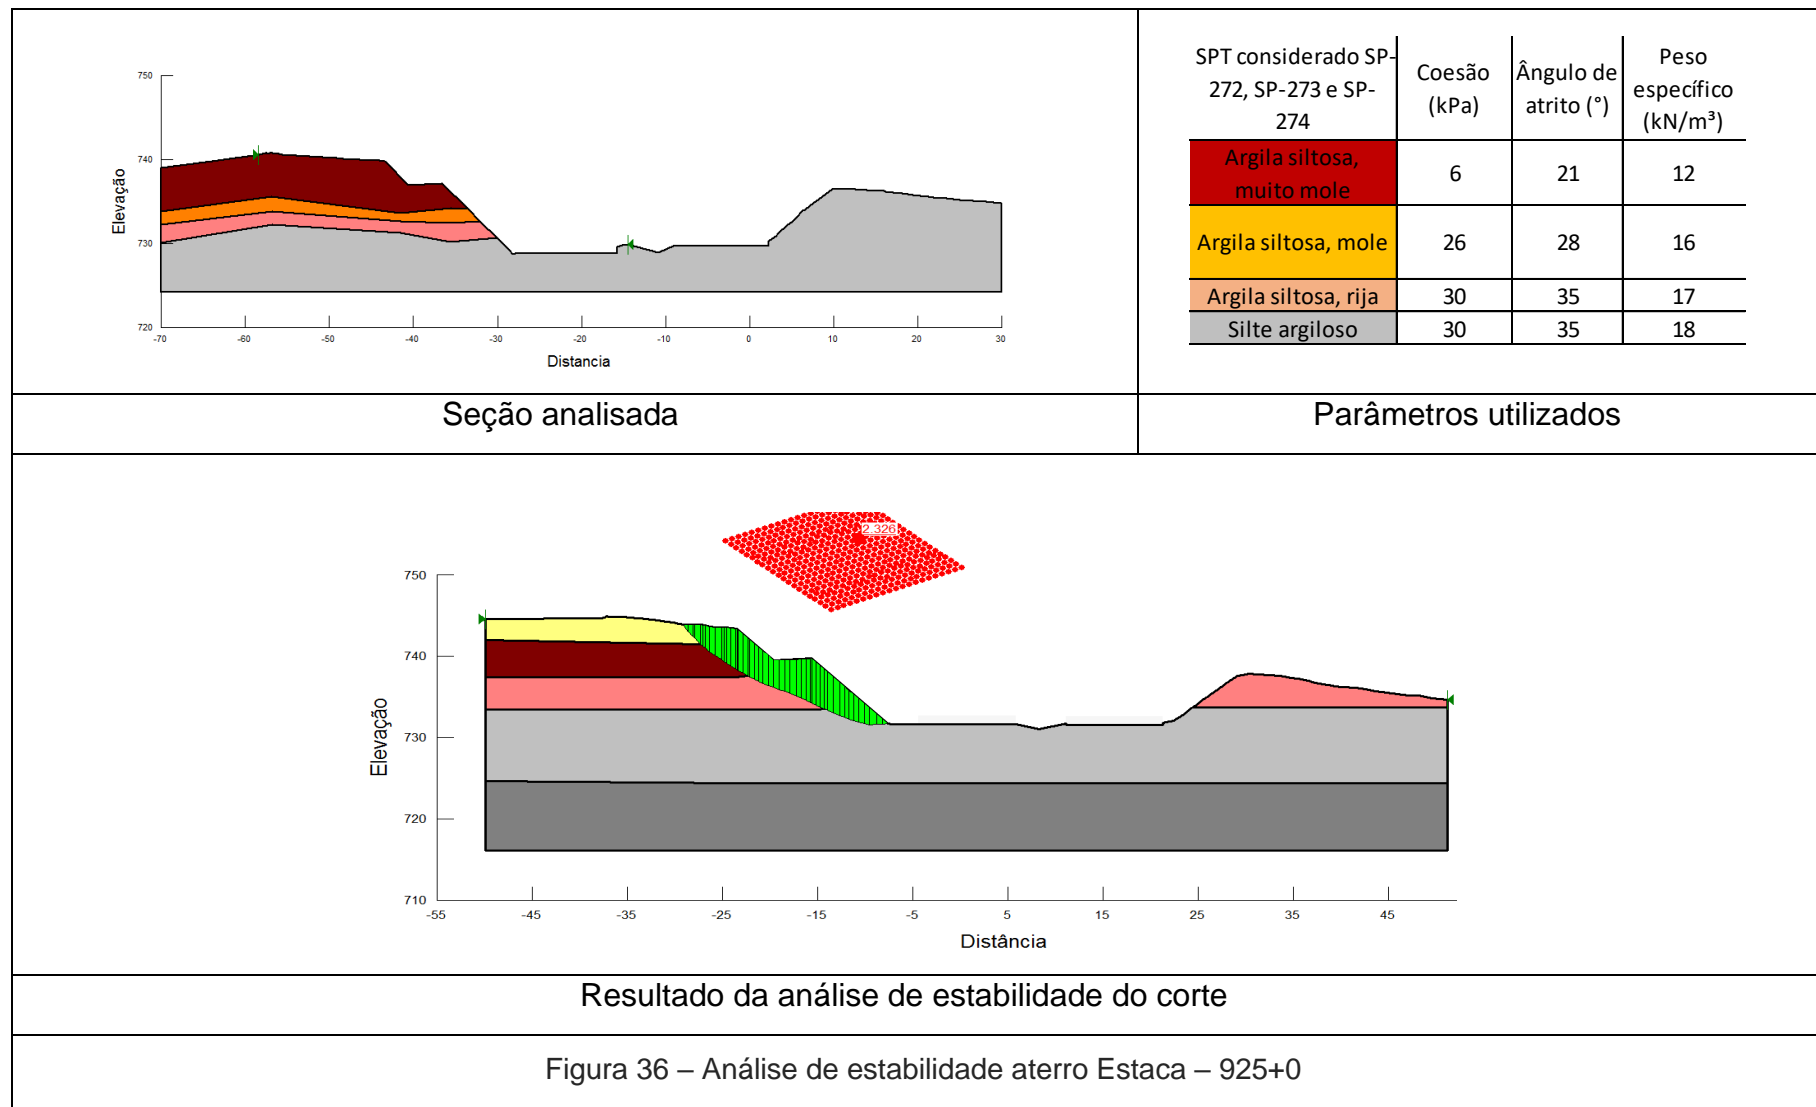 750
740
730
720
Elevação
-70
-60
-50
-40
-30
-20
-10
0
10
20
30
Distancia
SPT considerado SP-
272, SP-273 e SP-
274
Coesão
(kPa)
Ângulo de
atrito (°)
Peso
específico
(kN/m³)
Argila siltosa,
muito mole
6
21
12
Argila siltosa, mole
26
28
16
Argila siltosa, rija
30
35
17
Silte argiloso
30
35
18
Seção analisada
Parâmetros utilizados
2.326
750
740
730
720
710
Elevação
-55
-45
-35
-25
-15
-5
5
15
25
35
45
Distância
Resultado da análise de estabilidade do corte
Figura 36 – Análise de estabilidade aterro Estaca – 925+0